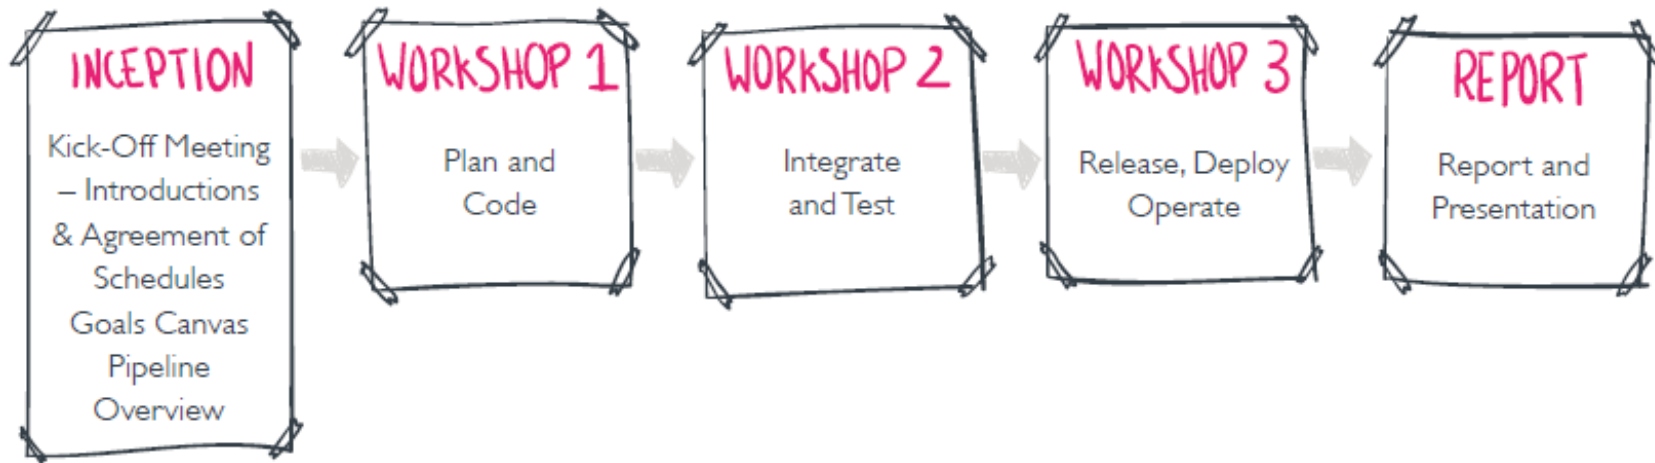 INCEPTION
Kick-Off Meeting
– Introductions
& Agreement of
Schedules
Goals Canvas
Pipeline
Overview
WORKSHOP 1
Plan and
Code
WORKSHOP 2
Integrate
and Test
WORKSHOP 3
Release, Deploy
Operate
REPORT
Report and
Presentation